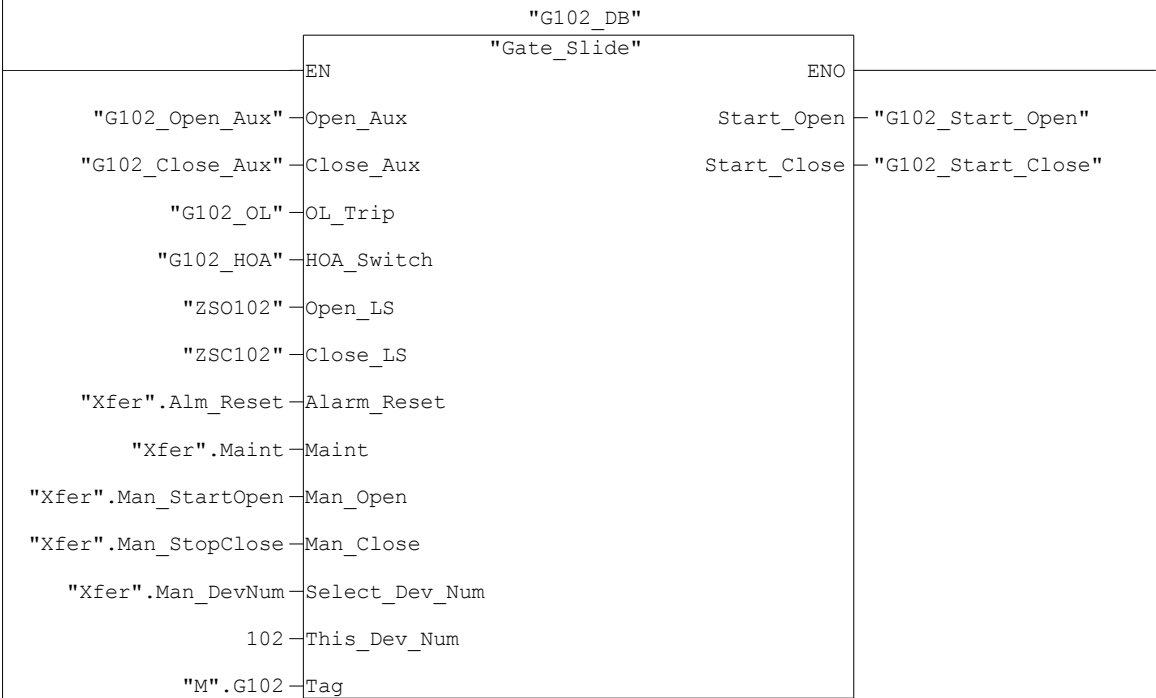 "G102_DB"
"Gate_Slide"
EN ENO
"G102_Open_Aux" Open_Aux Start_Open "G102_Start_Open"
"G102_Close_Aux" Close_Aux Start_Close "G102_Start_Close"
"G102_OL" OL_Trip
"G102_HOA" HOA_Switch
"ZSO102" Open_LS
"ZSC102" Close_LS
"Xfer".Alm_Reset Alarm_Reset
"Xfer".Maint Maint
"Xfer".Man_StartOpen Man_Open
"Xfer".Man_StopClose Man_Close
"Xfer".Man_DevNum Select_Dev_Num
102 This_Dev_Num
"M".G102 Tag